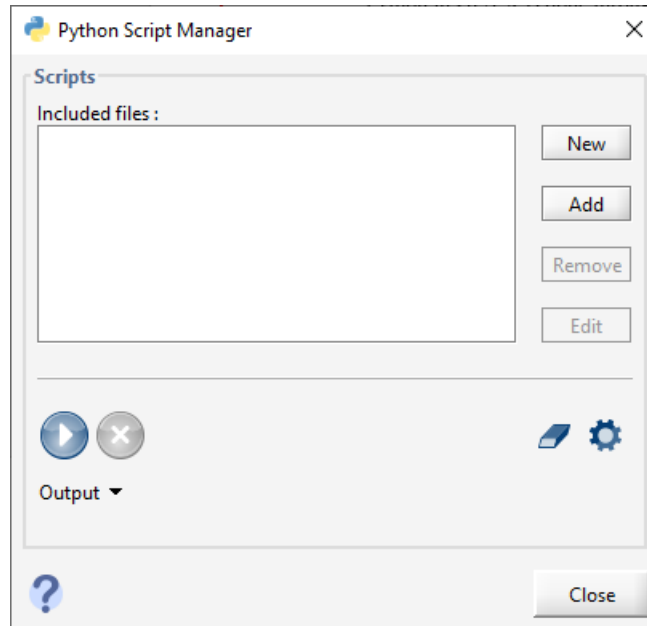 Python Script Manager
Scripts
Included files :
New
Add
Remove
Edit
Output
Close